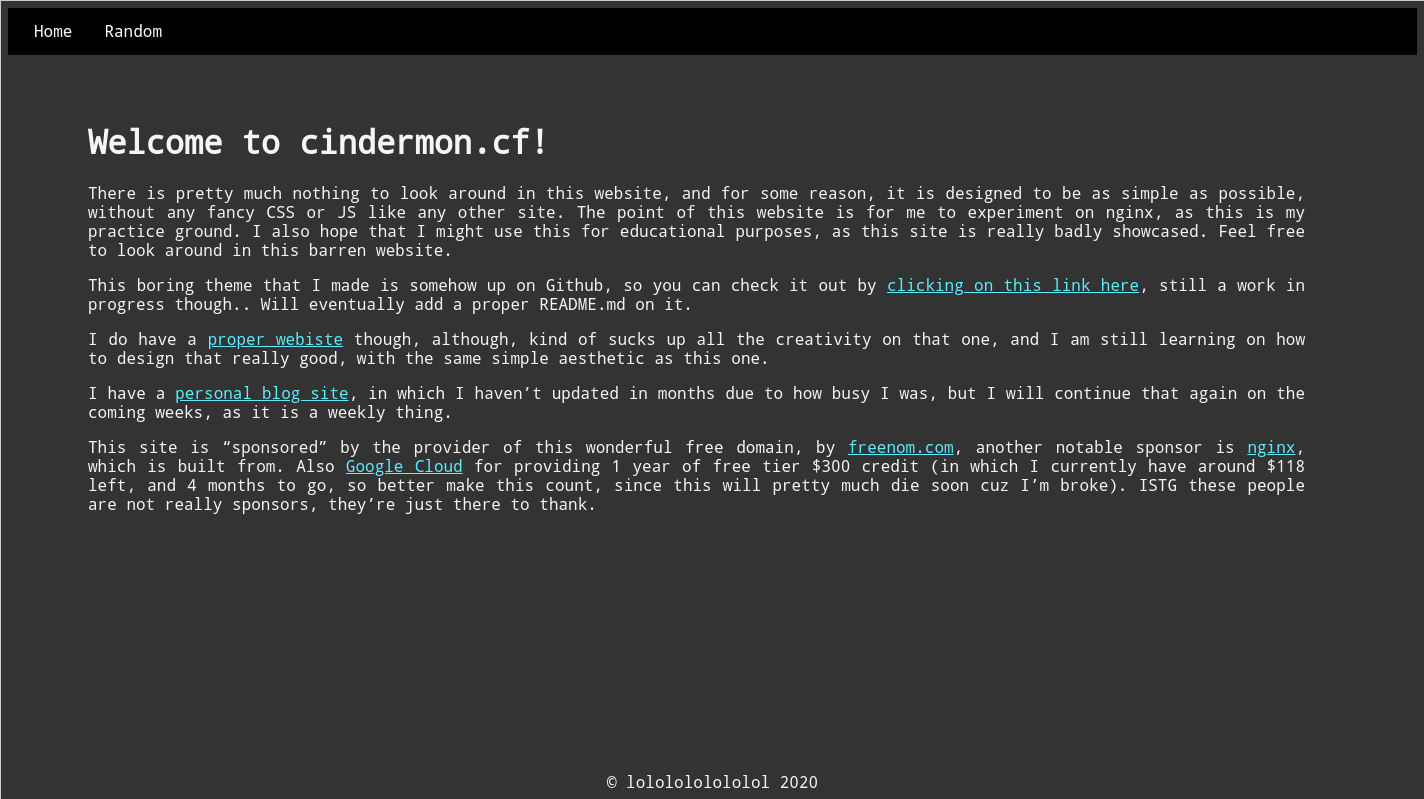 Home Random
Welcome to cindermon.cf!
There is pretty much nothing to look around in this website, and for some reason, it is designed to be as simple as possible,
without any fancy CSS or JS like any other site. The point of this website is for me to experiment on nginx, as this is my
practice ground. I also hope that I might use this for educational purposes, as this site is really badly showcased. Feel free
to look around in this barren website.
This boring theme that I made is somehow up on Github, so you can check it out by clicking on this link here, still a work in
progress though.. Will eventually add a proper README.md on it.
I do have a proper webiste though, although, kind of sucks up all the creativity on that one, and I am still learning on how
to design that really good, with the same simple aesthetic as this one.
I have a personal blog site, in which I haven’t updated in months due to how busy I was, but I will continue that again on the
coming weeks, as it is a weekly thing.
This site is “sponsored” by the provider of this wonderful free domain, by freenom.com, another notable sponsor is nginx,
which is built from. Also Google Cloud for providing 1 year of free tier $300 credit (in which I currently have around $118
left, and 4 months to go, so better make this count, since this will pretty much die soon cuz I’m broke). ISTG these people
are not really sponsors, they’re just there to thank.
© lololololololol 2020